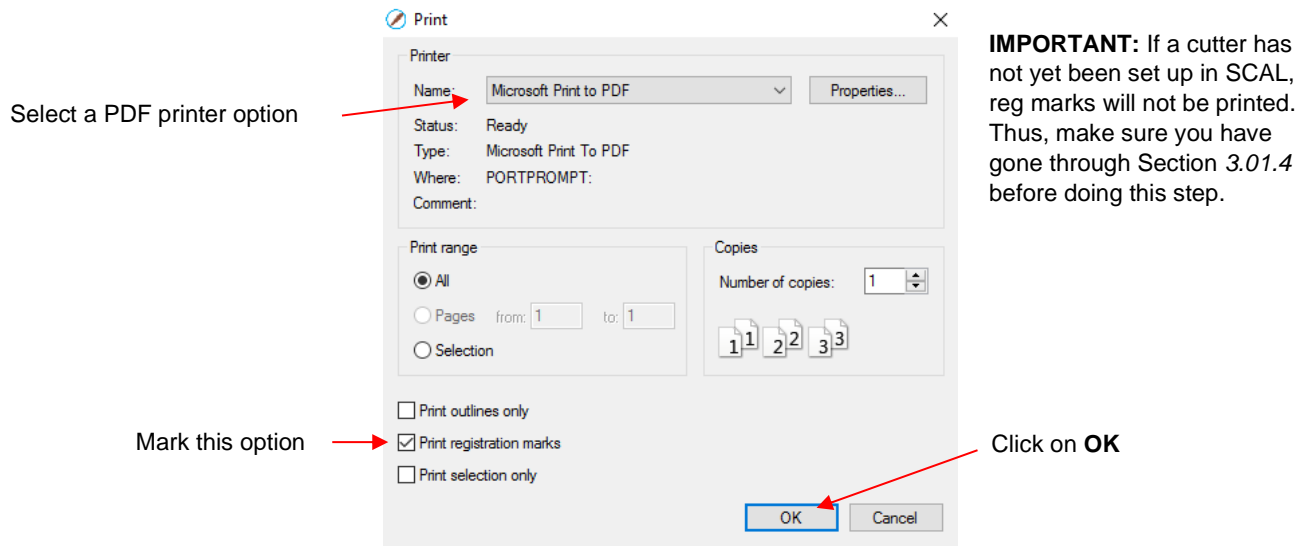 Print
Printer
Name: Microsoft Print to PDF Properties...
Status: Ready
Type: Microsoft Print To PDF
Where: PORTPROMPT:
Comment:
Select a PDF printer option
IMPORTANT: If a cutter has
not yet been set up in SCAL,
reg marks will not be printed.
Thus, make sure you have
gone through Section 3.01.4
before doing this step.
Print range
All
Pages from: 1 to: 1
Selection
Copies
Number of copies: 1
1 1 2 2 3 3
Print outlines only
Mark this option
Print registration marks
Print selection only
Click on OK
OK Cancel